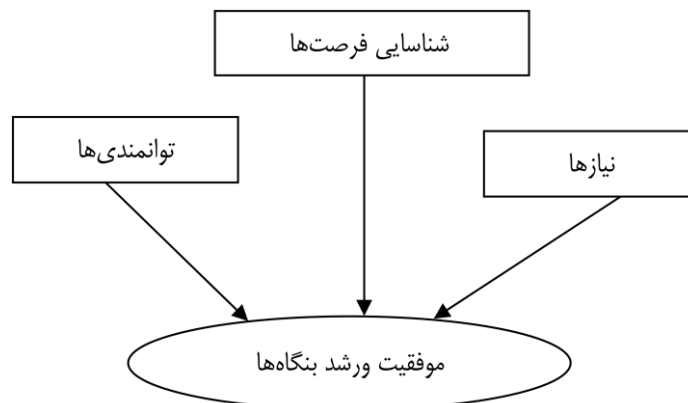 شناسایی فرصت‌ها
توانمندی‌ها
نیازها
موفقیت ورشد بنگاه‌ها